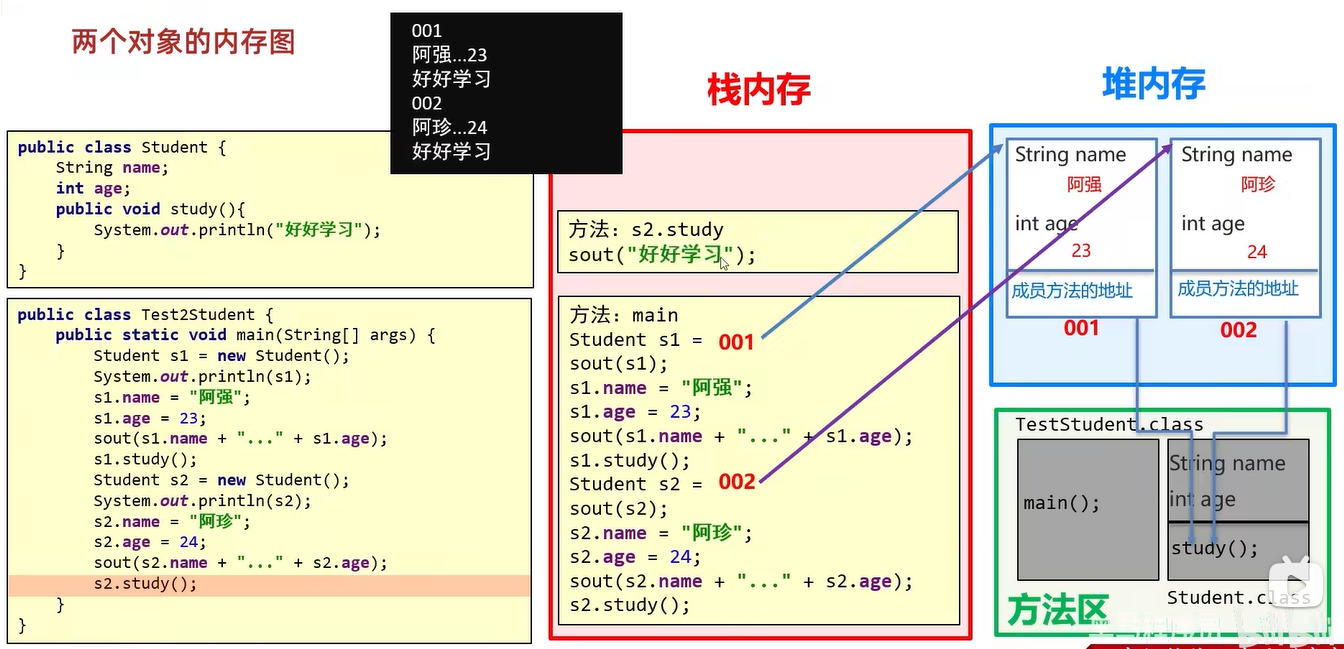 两个对象的内存图
001
阿强...23
好好学习
002
阿珍...24
好好学习
public class Student {
String name;
int age;
public void study(){
System.out.println("好好学习");
}
}
public class Test2Student {
public static void main(String[] args) {
Student s1 = new Student();
System.out.println(s1);
s1.name = "阿强";
s1.age = 23;
sout(s1.name + "..." + s1.age);
s1.study();
Student s2 = new Student();
System.out.println(s2);
s2.name = "阿珍";
s2.age = 24;
sout(s2.name + "..." + s2.age);
s2.study();
}
}
栈内存
方法：s2.study
sout("好好学习");
方法：main
Student s1 = 001
sout(s1);
s1.name = "阿强";
s1.age = 23;
sout(s1.name + "..." + s1.age);
s1.study();
Student s2 = 002
sout(s2);
s2.name = "阿珍";
s2.age = 24;
sout(s2.name + "..." + s2.age);
s2.study();
堆内存
String name
阿强
int age
23
成员方法的地址
001
String name
阿珍
int age
24
成员方法的地址
002
TestStudent.class
main();
String name
int age
study();
Student.class
方法区